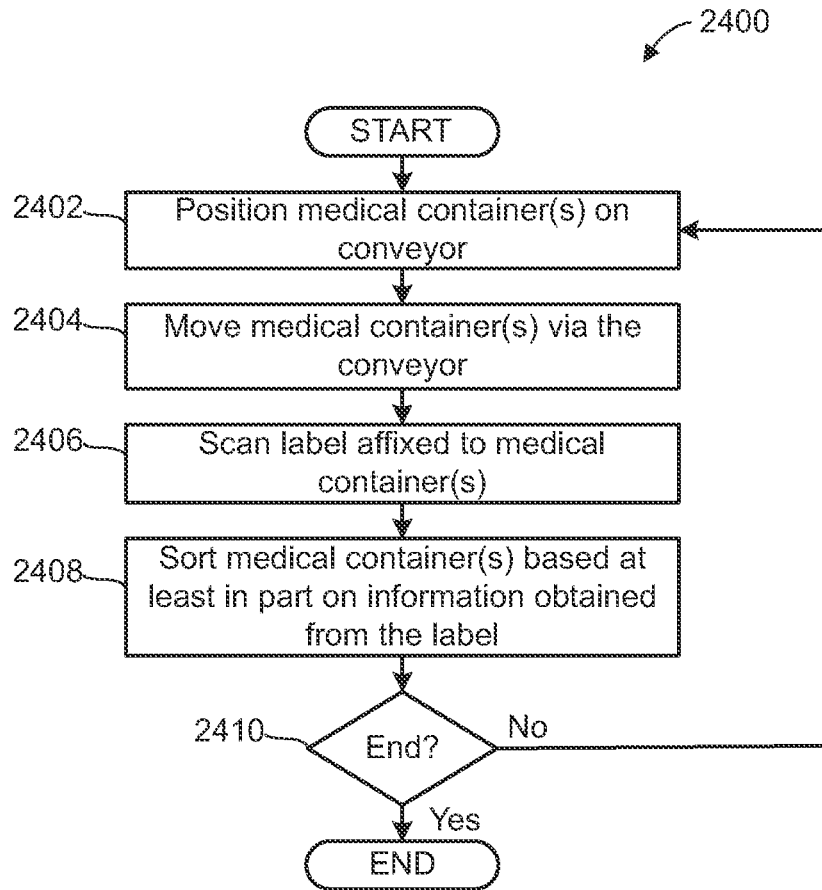 2400
START
2402
Position medical container(s) on
conveyor
2404
Move medical container(s) via the
conveyor
2406
Scan label affixed to medical
container(s)
2408
Sort medical container(s) based at
least in part on information obtained
from the label
2410
End?
No
Yes
END